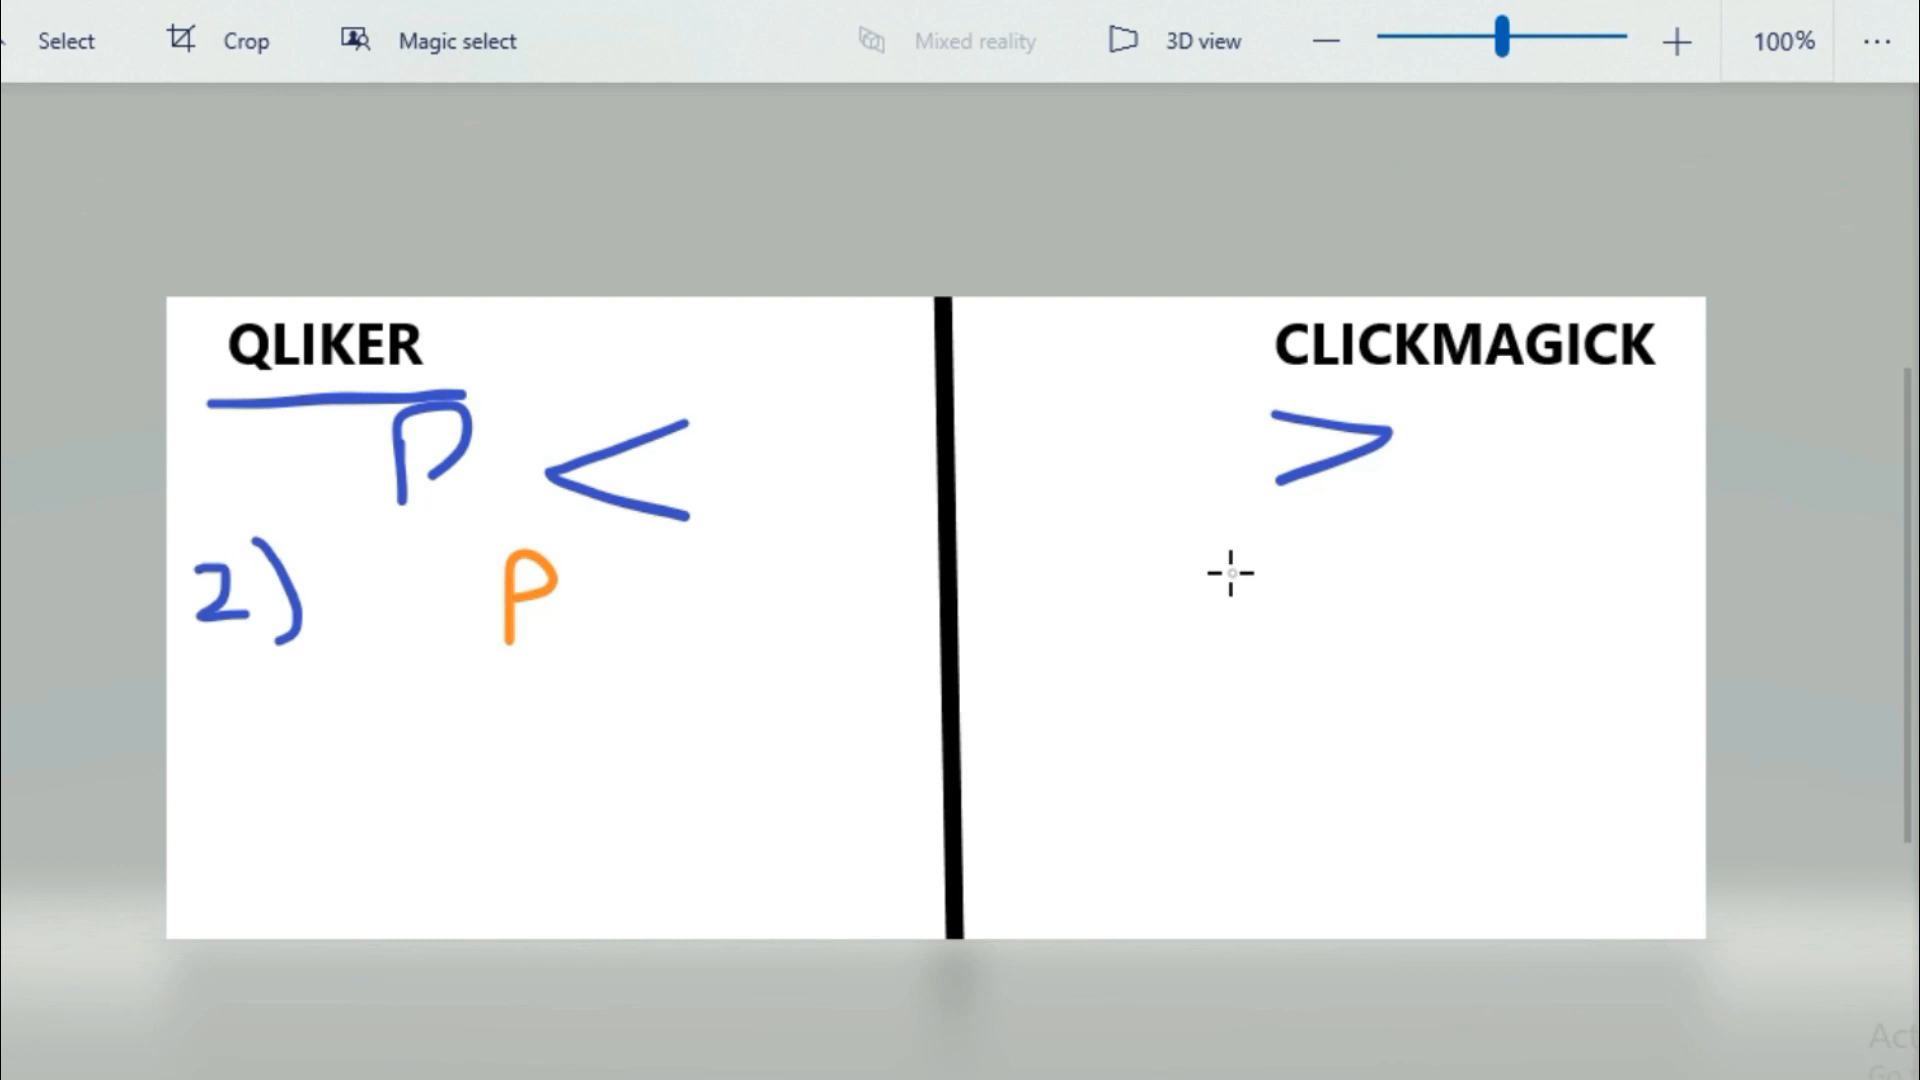 Select Crop Magic select Mixed reality 3D view 100%
QLIKER CLICKMAGICK
P < >
2) P